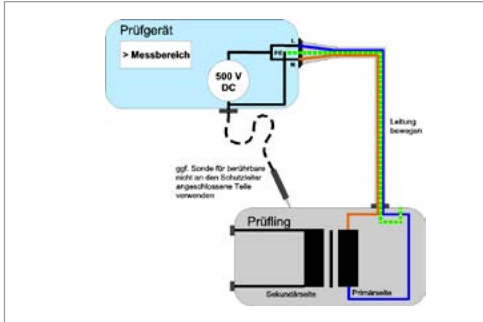 Prüfgerät
> Messbereich
500 V
DC
L
PE
N
Leitung
bewegen
ggf. Sonde für berührbare
nicht an den Schutzleiter
angeschlossene Teile
verwenden
Prüfling
Sekundärseite
Primärseite